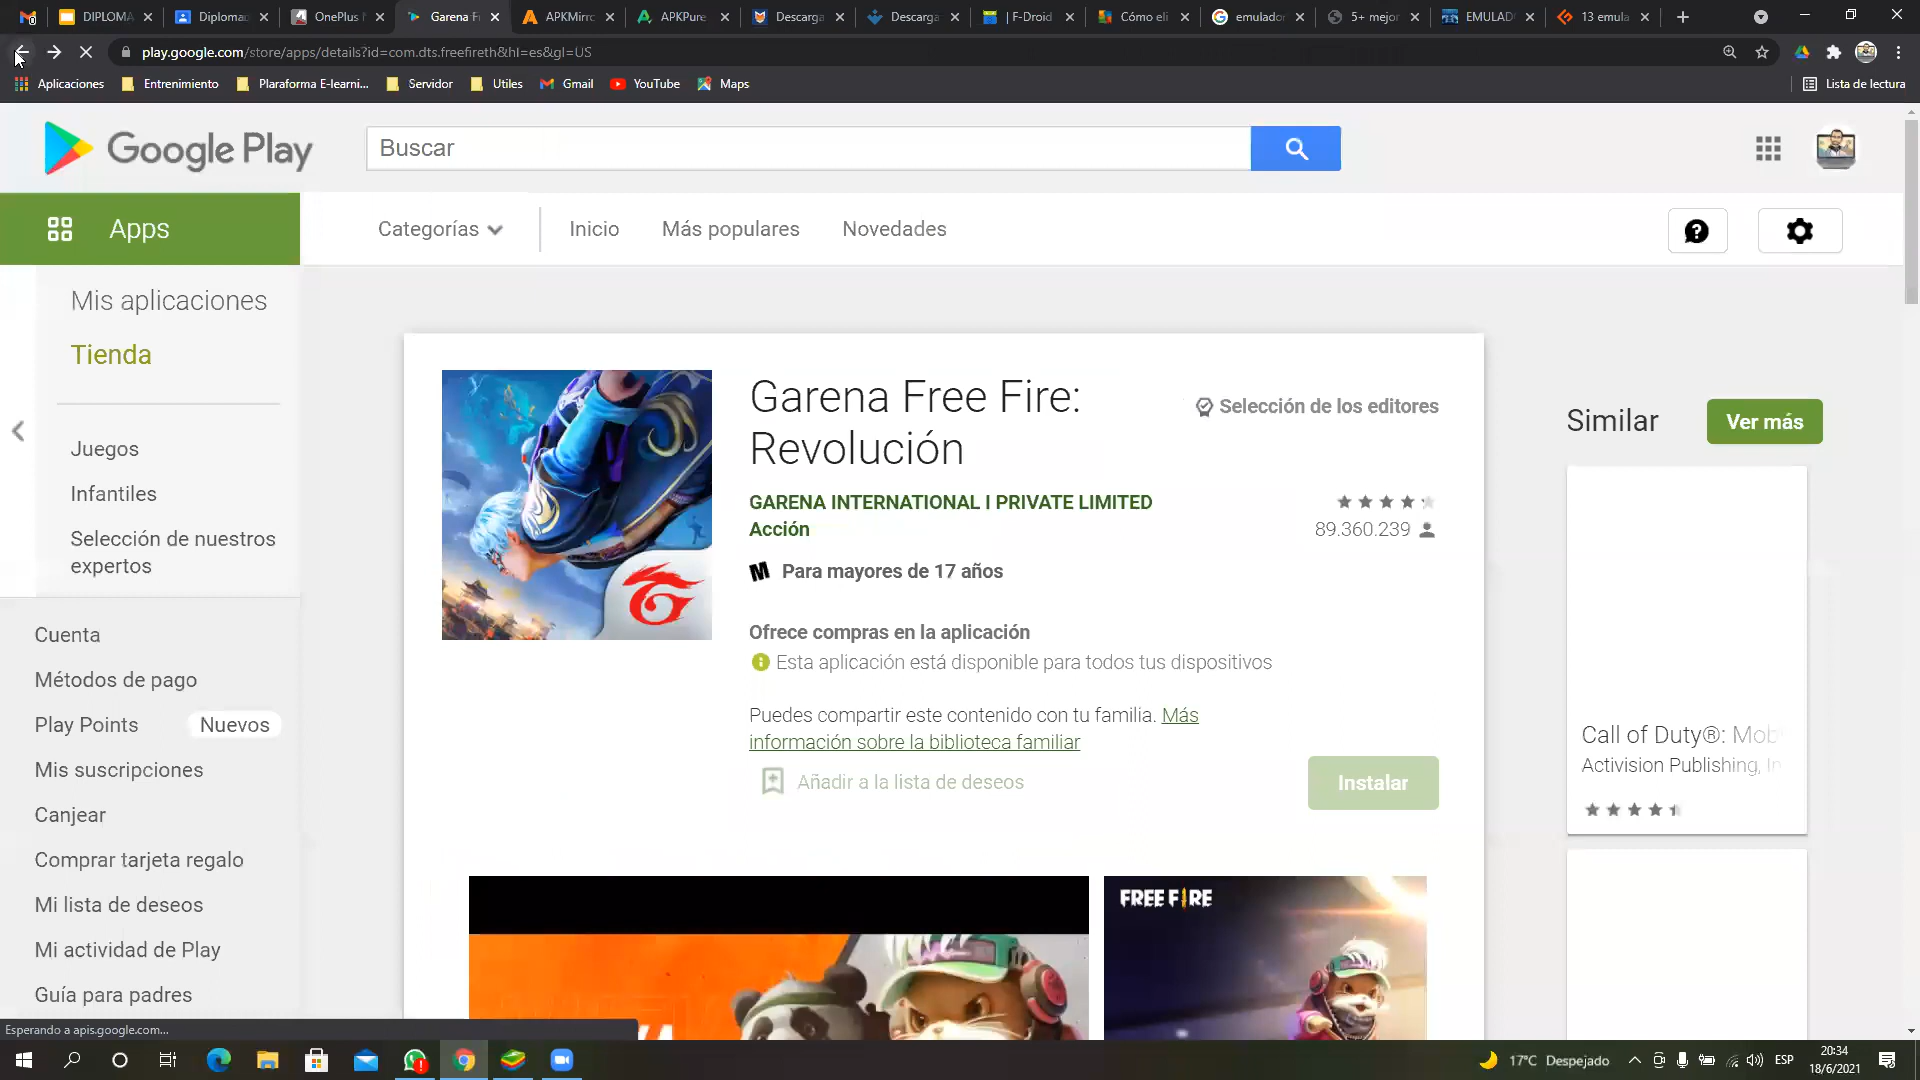 DIPLOMA
Diploma
OnePlus
Garena F
APKMirr
APKPure
Descarga
Descarga
F-Droid
Cómo eli
emulado
5+ mejor
EMULAD
13 emula
play.google.com/store/apps/details?id=com.dts.freefireth&hl=es&gl=US
Aplicaciones
Entrenimiento
Plaraforma E-learni...
Servidor
Utiles
Gmail
YouTube
Maps
Lista de lectura
Google Play
Buscar
Apps
Categorías
Inicio
Más populares
Novedades
Mis aplicaciones
Tienda
Juegos
Infantiles
Selección de nuestros
expertos
Cuenta
Métodos de pago
Play Points
Nuevos
Mis suscripciones
Canjear
Comprar tarjeta regalo
Mi lista de deseos
Mi actividad de Play
Guía para padres
Garena Free Fire:
Revolución
Selección de los editores
GARENA INTERNATIONAL I PRIVATE LIMITED
Acción
89.360.239
Para mayores de 17 años
Ofrece compras en la aplicación
Esta aplicación está disponible para todos tus dispositivos
Puedes compartir este contenido con tu familia. Más
información sobre la biblioteca familiar
Añadir a la lista de deseos
Instalar
FREE FIRE
Similar
Ver más
Call of Duty®: Mob
Activision Publishing, In
Esperando a apis.google.com...
17°C Despejado
ESP
20:34
18/6/2021